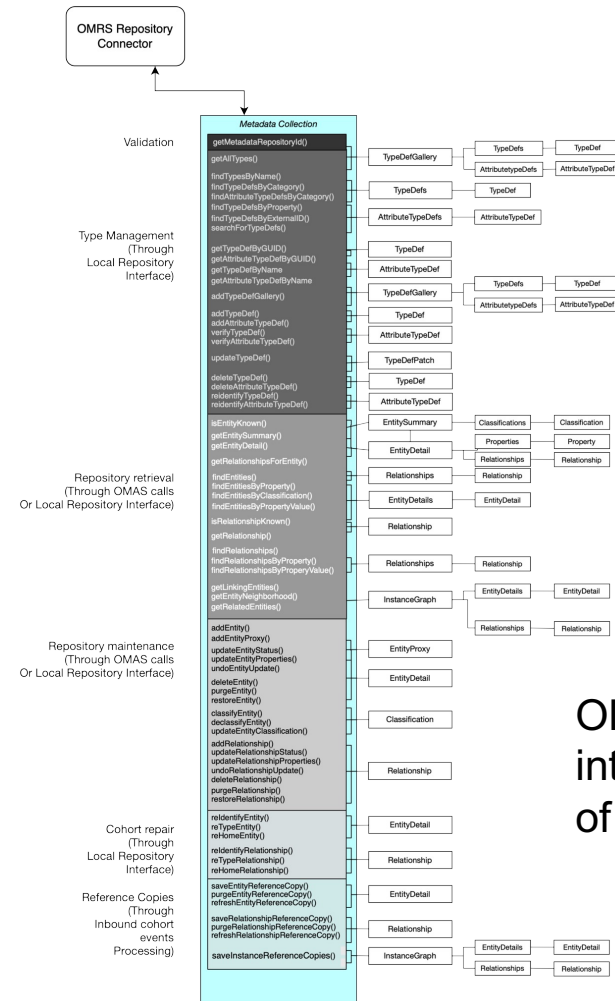 OMRS Repository
Connector
Metadata Collection
Validation
getMetadataRepositoryId()
getAllTypes()
TypeDefGallery
TypeDefs
TypeDef
AttributetypeDefs
AttributeTypeDef
findTypesByName()
findTypeDefsByCategory()
findAttributeTypeDefsByCategory()
findTypeDefsByProperty()
findTypeDefsByExternalID()
searchForTypeDefs()
TypeDefs
TypeDef
AttributeTypeDefs
AttributeTypeDef
Type Management
(Through
Local Repository
Interface)
getTypeDefByGUID()
getAttributeTypeDefByGUID()
getTypeDefByName
getAttributeTypeDefByName
TypeDef
AttributeTypeDef
addTypeDefGallery()
TypeDefGallery
TypeDefs
TypeDef
AttributetypeDefs
AttributeTypeDef
addTypeDef()
addAttributeTypeDef()
verifyTypeDef()
verifyAttributeTypeDef()
TypeDef
AttributeTypeDef
updateTypeDef()
TypeDefPatch
deleteTypeDef()
deleteAttributeTypeDef()
reidentifyTypeDef()
reidentifyAttributeTypeDef()
TypeDef
AttributeTypeDef
isEntityKnown()
getEntitySummary()
getEntityDetail()
getRelationshipsForEntity()
EntitySummary
Classifications
Classification
EntityDetail
Properties
Property
Relationships
Relationship
Repository retrieval
(Through OMAS calls
Or Local Repository Interface)
findEntities()
findEntitiesByProperty()
findEntitiesByClassification()
findEntitiesByPropertyValue()
Relationships
Relationship
EntityDetails
EntityDetail
isRelationshipKnown()
getRelationship()
Relationship
findRelationships()
findRelationshipsByProperty()
findRelationshipsByProperyValue()
Relationships
Relationship
getLinkingEntities()
getEntityNeighborhood()
getRelatedEntities()
InstanceGraph
EntityDetails
EntityDetail
Relationships
Relationship
Repository maintenance
(Through OMAS calls
Or Local Repository Interface)
addEntity()
addEntityProxy()
updateEntityStatus()
updateEntityProperties()
undoEntityUpdate()
EntityProxy
deleteEntity()
purgeEntity()
restoreEntity()
EntityDetail
classifyEntity()
declassifyEntity()
updateEntityClassification()
Classification
addRelationship()
updateRelationshipStatus()
updateRelationshipProperties()
undoRelationshipUpdate()
deleteRelationship()
purgeRelationship()
restoreRelationship()
Relationship
int
of
Cohort repair
(Through
Local Repository
Interface)
reIdentifyEntity()
reTypeEntity()
reHomeEntity()
EntityDetail
reIdentifyRelationship()
reTypeRelationship()
reHomeRelationship()
Relationship
Reference Copies
(Through
Inbound cohort
events
Processing)
saveEntityReferenceCopy()
purgeEntityReferenceCopy()
refreshEntityReferenceCopy()
EntityDetail
saveRelationshipReferenceCopy()
purgeRelationshipReferenceCopy()
refreshRelationshipReferenceCopy()
Relationship
saveInstanceReferenceCopies()
InstanceGraph
EntityDetails
EntityDetail
Relationships
Relationship